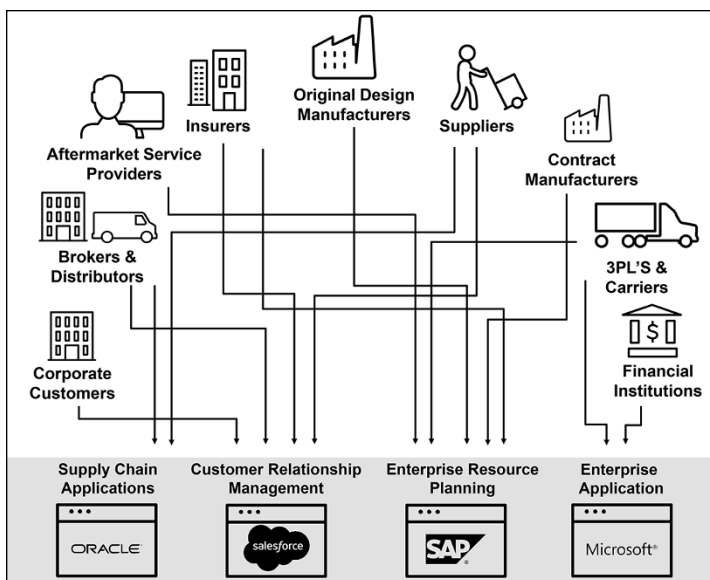 Original Design
Manufacturers
Insurers
Suppliers
Aftermarket Service
Providers
Contract
Manufacturers
Brokers &
Distributors
3PL'S &
Carriers
$
Corporate
Customers
Financial
Institutions
Supply Chain
Applications
Customer Relationship
Management
Enterprise Resource
Planning
Enterprise
Application
ORACLE
salesforce
SAP
Microsoft®